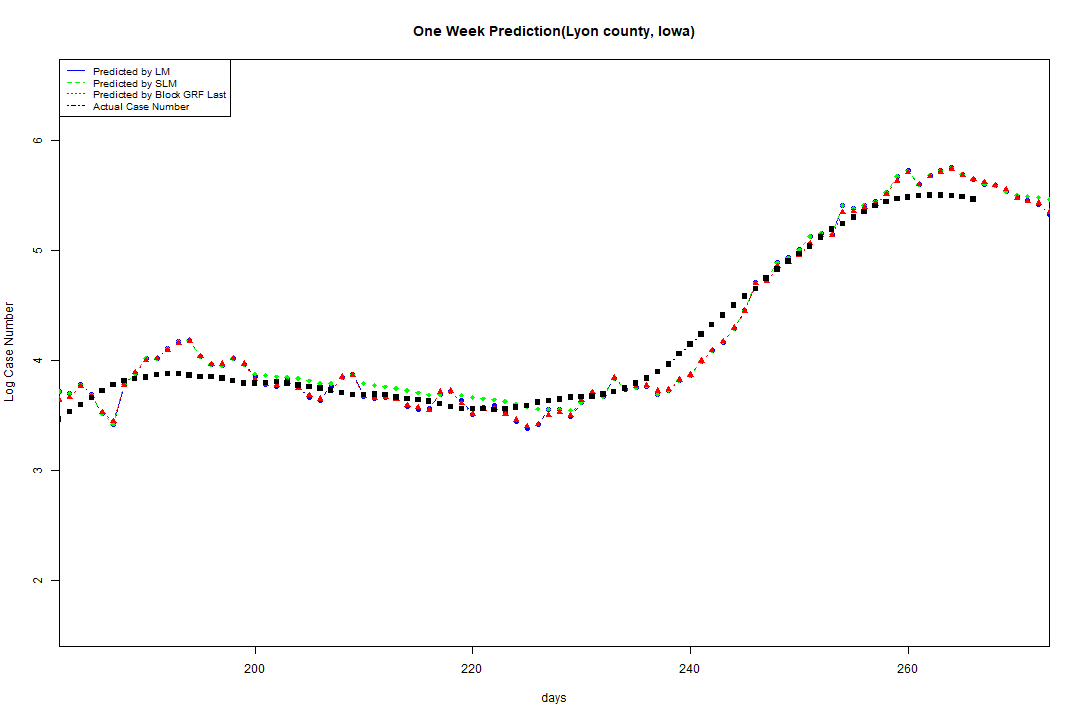 One Week Prediction(Lyon county, Iowa)
Predicted by LM
Predicted by SLM
Predicted by Block GRF Last
Actual Case Number
Log Case Number
6
5
4
3
2
200
220
240
260
days